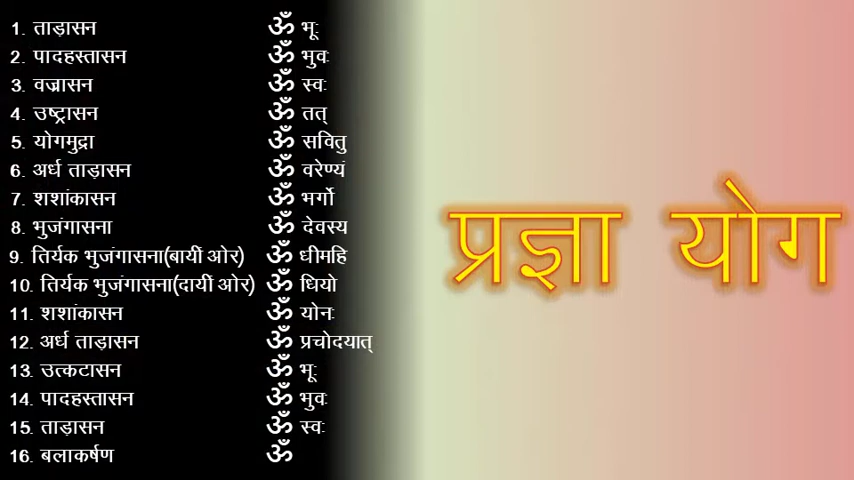 1. ताड़ासन ॐ भूः
2. पादहस्तासन ॐ भुवः
3. वज्रासन ॐ स्वः
4. उष्ट्रासन ॐ तत्
5. योगमुद्रा ॐ सवितु
6. अर्ध ताड़ासन ॐ वरेण्यं
7. शशांकासन ॐ भर्गो
8. भुजंगासना ॐ देवस्य
9. तिर्यक भुजंगासना(बायीं ओर) ॐ धीमहि
10. तिर्यक भुजंगासना(दायीं ओर) ॐ धियो
11. शशांकासन ॐ योनः
12. अर्ध ताड़ासन ॐ प्रचोदयात्
13. उत्कटासन ॐ भूः
14. पादहस्तासन ॐ भुवः
15. ताड़ासन ॐ स्वः
16. बलाकर्षण ॐ
प्रज्ञा योग